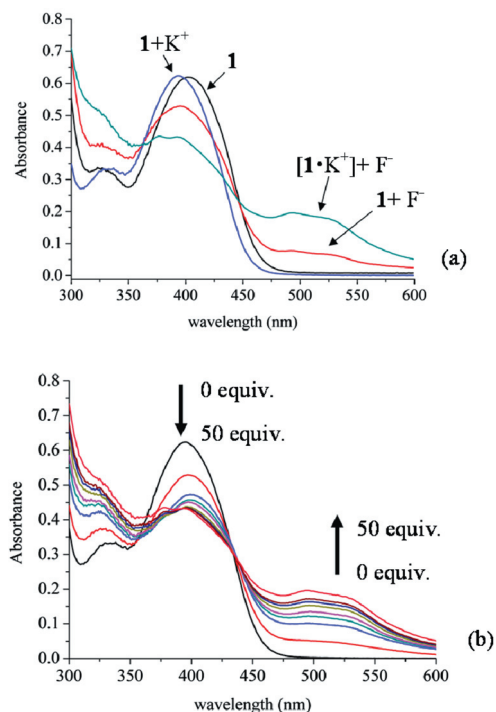 0.8
0.7
0.6
0.5
0.4
0.3
0.2
0.1
0.0
Absorbance
1+K⁺
1
[1•K⁺]+ F⁻
1+ F⁻
300 350 400 450 500 550 600
wavelength (nm)
(a)
0.8
0.7
0.6
0.5
0.4
0.3
0.2
0.1
0.0
Absorbance
0 equiv.
50 equiv.
50 equiv.
0 equiv.
300 350 400 450 500 550 600
wavelength (nm)
(b)